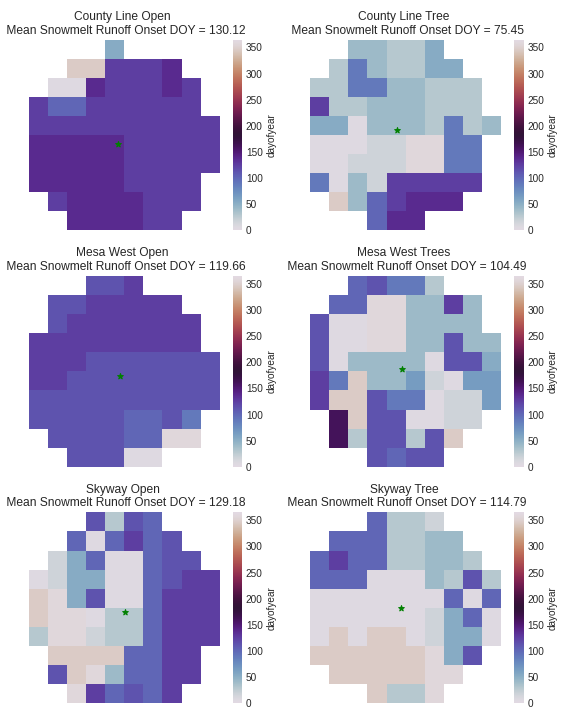 County Line Open
Mean Snowmelt Runoff Onset DOY = 130.12
350
300
250
200
150
100
50
0
dayofyear
County Line Tree
Mean Snowmelt Runoff Onset DOY = 75.45
350
300
250
200
150
100
50
0
dayofyear
Mesa West Open
Mean Snowmelt Runoff Onset DOY = 119.66
350
300
250
200
150
100
50
0
dayofyear
Mesa West Trees
Mean Snowmelt Runoff Onset DOY = 104.49
350
300
250
200
150
100
50
0
dayofyear
Skyway Open
Mean Snowmelt Runoff Onset DOY = 129.18
350
300
250
200
150
100
50
0
dayofyear
Skyway Tree
Mean Snowmelt Runoff Onset DOY = 114.79
350
300
250
200
150
100
50
0
dayofyear